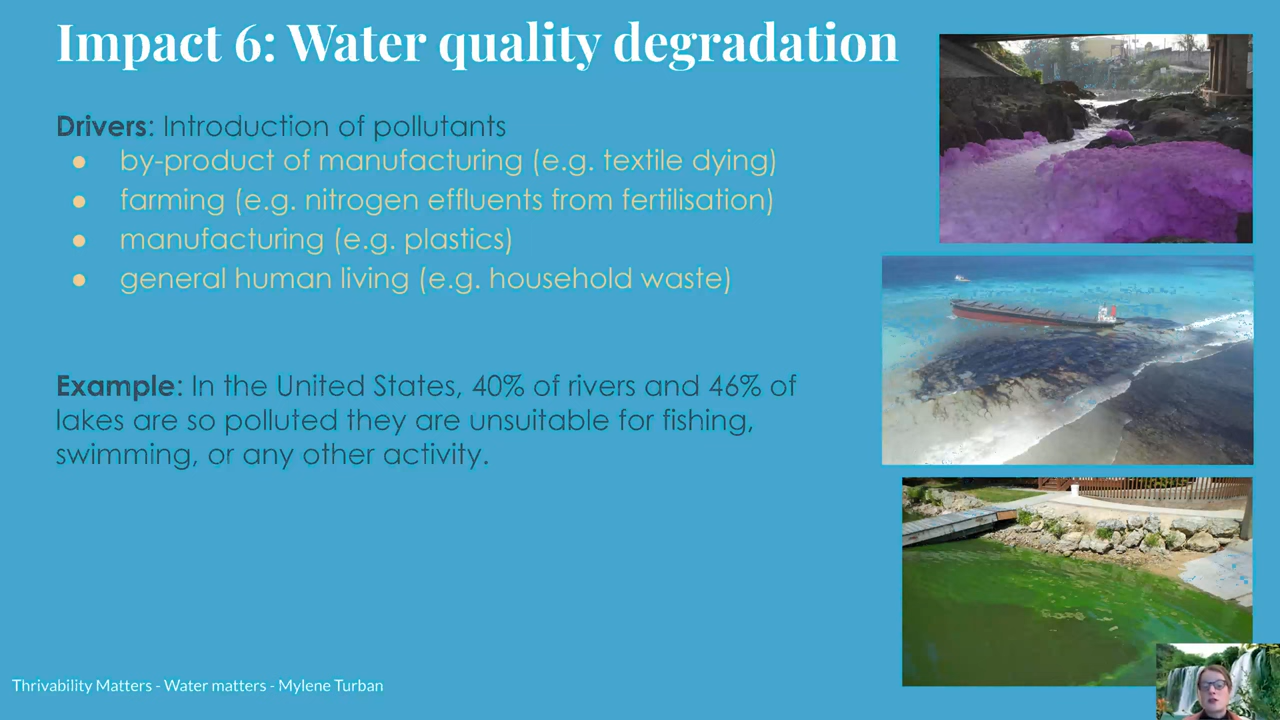 Impact 6: Water quality degradation
Drivers: Introduction of pollutants
● by-product of manufacturing (e.g. textile dying)
● farming (e.g. nitrogen effluents from fertilisation)
● manufacturing (e.g. plastics)
● general human living (e.g. household waste)
Example: In the United States, 40% of rivers and 46% of
lakes are so polluted they are unsuitable for fishing,
swimming, or any other activity.
Thrivability Matters - Water matters - Mylene Turban